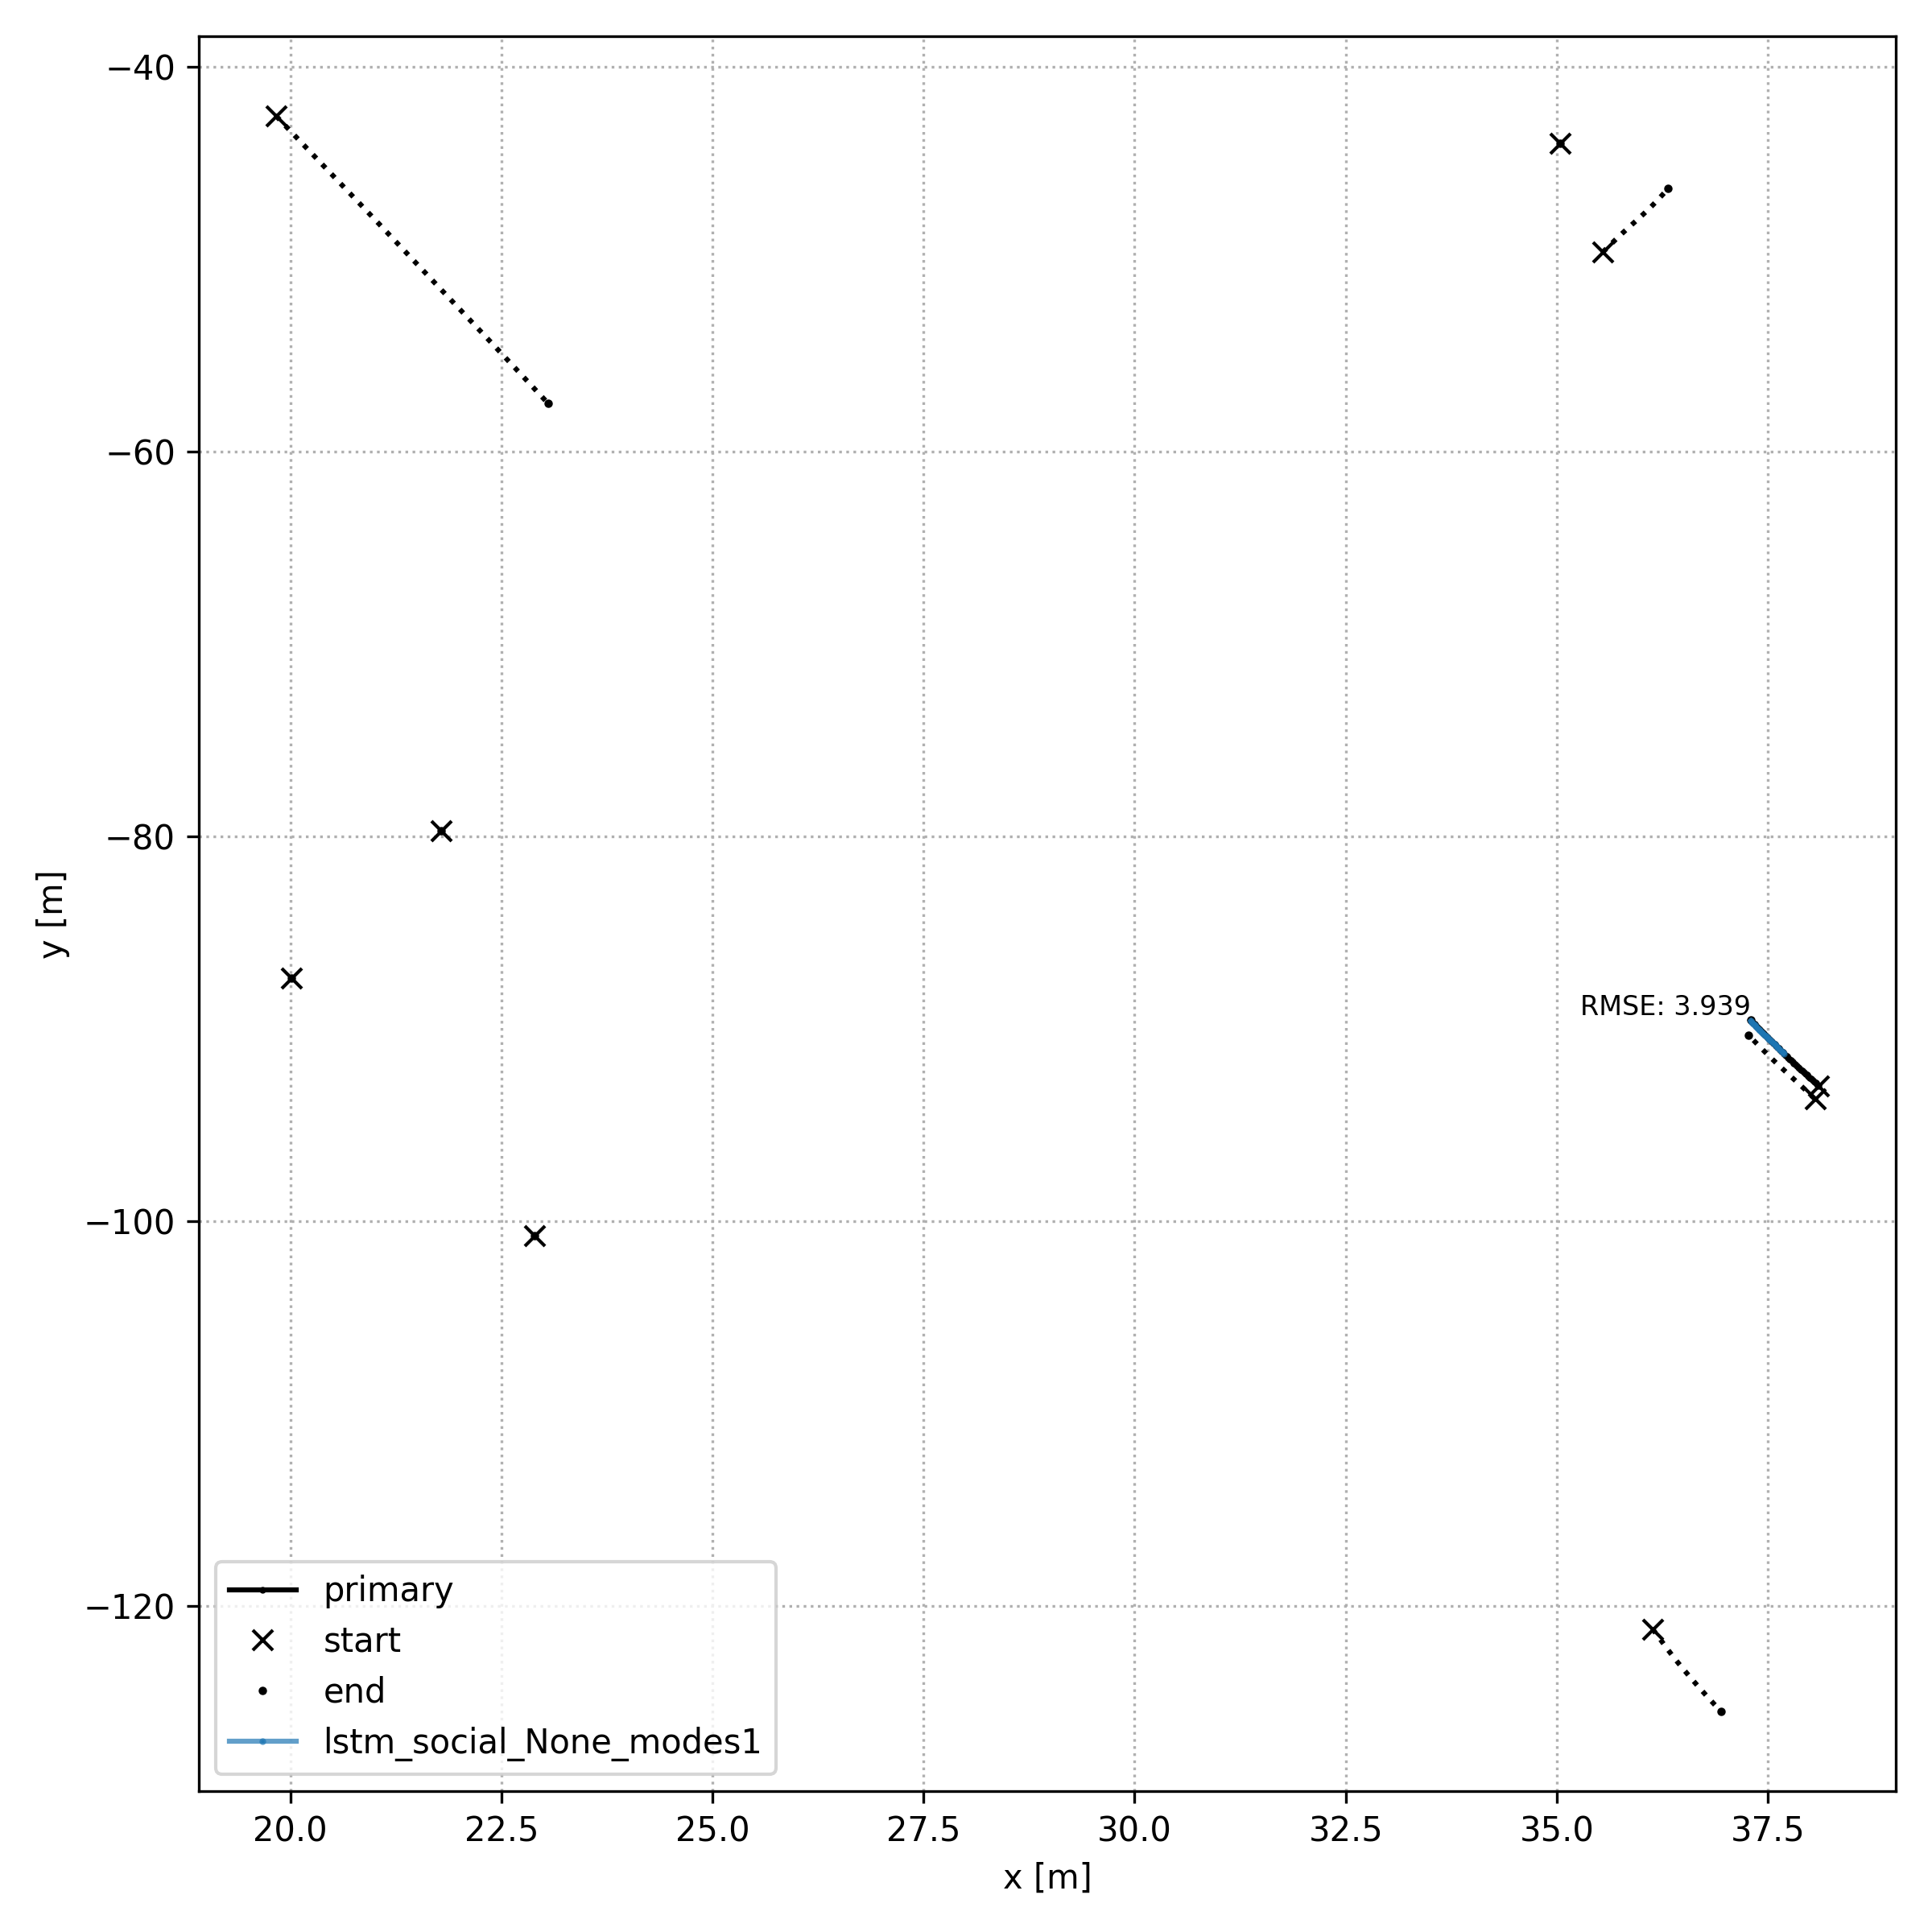 −40
−60
−80
−100
−120
y [m]
RMSE: 3.939
primary
start
end
lstm_social_None_modes1
20.0 22.5 25.0 27.5 30.0 32.5 35.0 37.5
x [m]